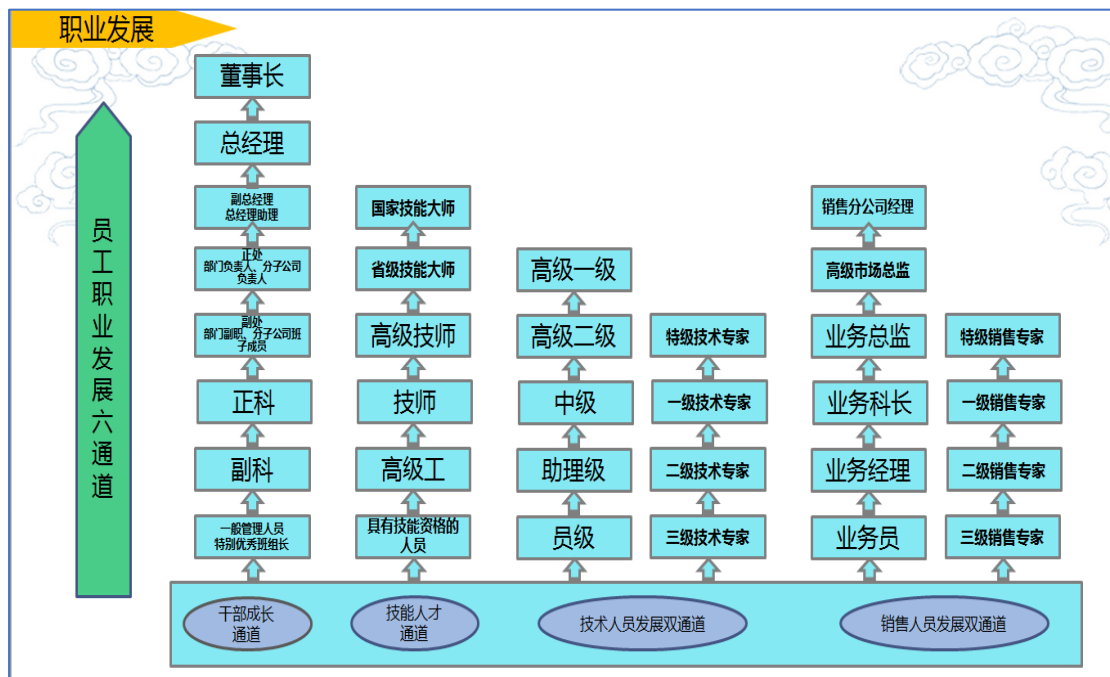 职业发展
员工职业发展六通道
董事长
总经理
副总经理
总经理助理
正处
部门负责人、分子公司
负责人
副处
部门副职、分子公司班
子成员
正科
副科
一般管理人员
特别优秀班组长
干部成长
通道
国家技能大师
省级技能大师
高级技师
技师
高级工
具有技能资格的
人员
技能人才
通道
高级一级
高级二级
中级
助理级
员级
特级技术专家
一级技术专家
二级技术专家
三级技术专家
技术人员发展双通道
销售分公司经理
高级市场总监
业务总监
业务科长
业务经理
业务员
特级销售专家
一级销售专家
二级销售专家
三级销售专家
销售人员发展双通道